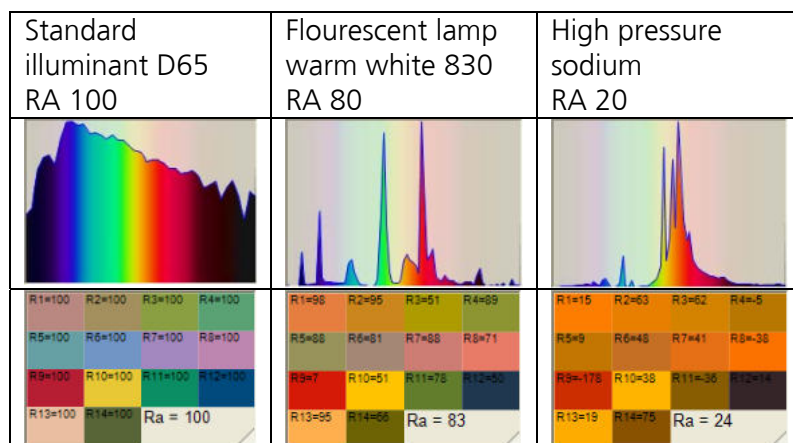 Standard
illuminant D65
RA 100
Flourescent lamp
warm white 830
RA 80
High pressure
sodium
RA 20
R1=100 R2=100 R3=100 R4=100
R5=100 R6=100 R7=100 R8=100
R9=100 R10=100 R11=100 R12=100
R13=100 R14=100 Ra = 100
R1=98 R2=95 R3=51 R4=89
R5=88 R6=81 R7=88 R8=71
R9=7 R10=51 R11=78 R12=50
R13=95 R14=66 Ra = 83
R1=15 R2=63 R3=62 R4=-5
R5=9 R6=48 R7=41 R8=-38
R9=-178 R10=38 R11=-36 R12=14
R13=19 R14=75 Ra = 24